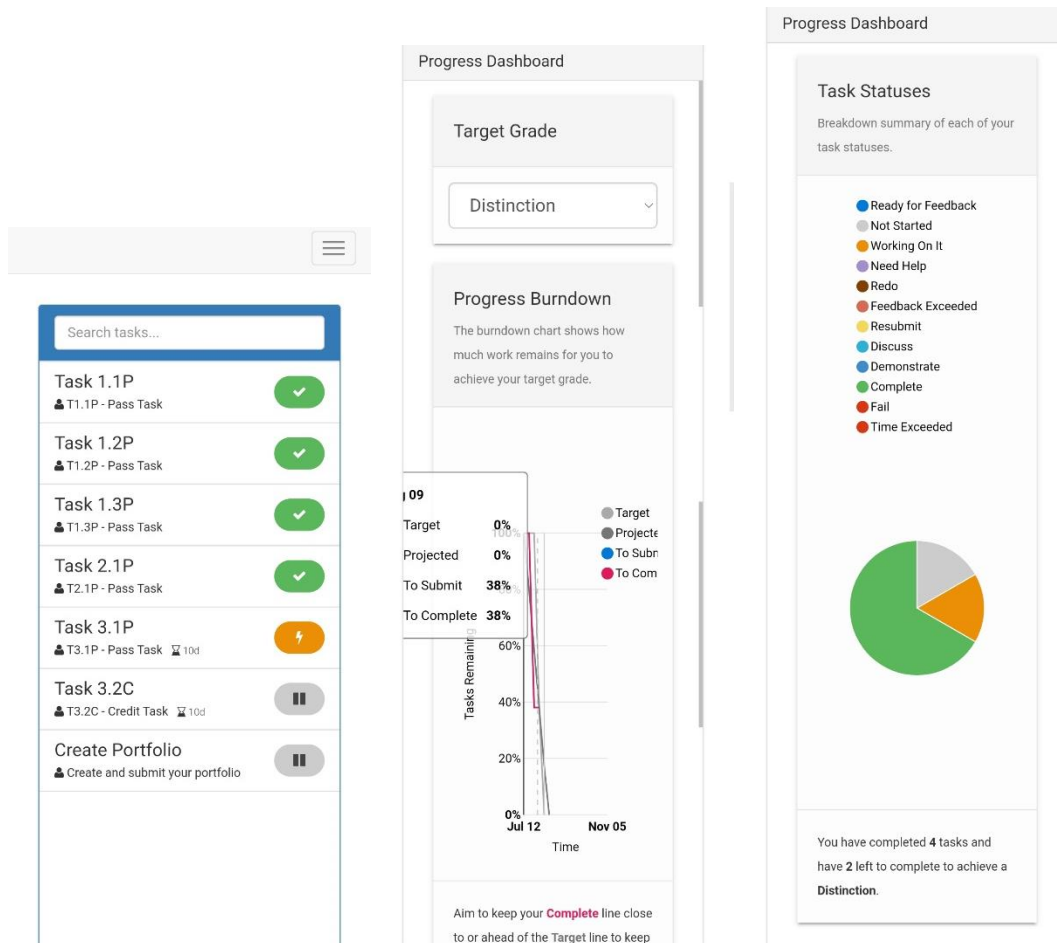 Search tasks...
Task 1.1P
T1.1P - Pass Task
Task 1.2P
T1.2P - Pass Task
Task 1.3P
T1.3P - Pass Task
Task 2.1P
T2.1P - Pass Task
Task 3.1P
T3.1P - Pass Task 10d
Task 3.2C
T3.2C - Credit Task 10d
Create Portfolio
Create and submit your portfolio
Progress Dashboard
Target Grade
Distinction
Progress Burndown
The burndown chart shows how
much work remains for you to
achieve your target grade.
09
Target 0%
Projected 0%
To Submit 38%
To Complete 38%
Target
Projecte
To Subm
To Com
100%
60%
40%
20%
0%
Tasks Remaining
Jul 12 Nov 05
Time
Aim to keep your Complete line close
to or ahead of the Target line to keep
Progress Dashboard
Task Statuses
Breakdown summary of each of your
task statuses.
Ready for Feedback
Not Started
Working On It
Need Help
Redo
Feedback Exceeded
Resubmit
Discuss
Demonstrate
Complete
Fail
Time Exceeded
You have completed 4 tasks and
have 2 left to complete to achieve a
Distinction.